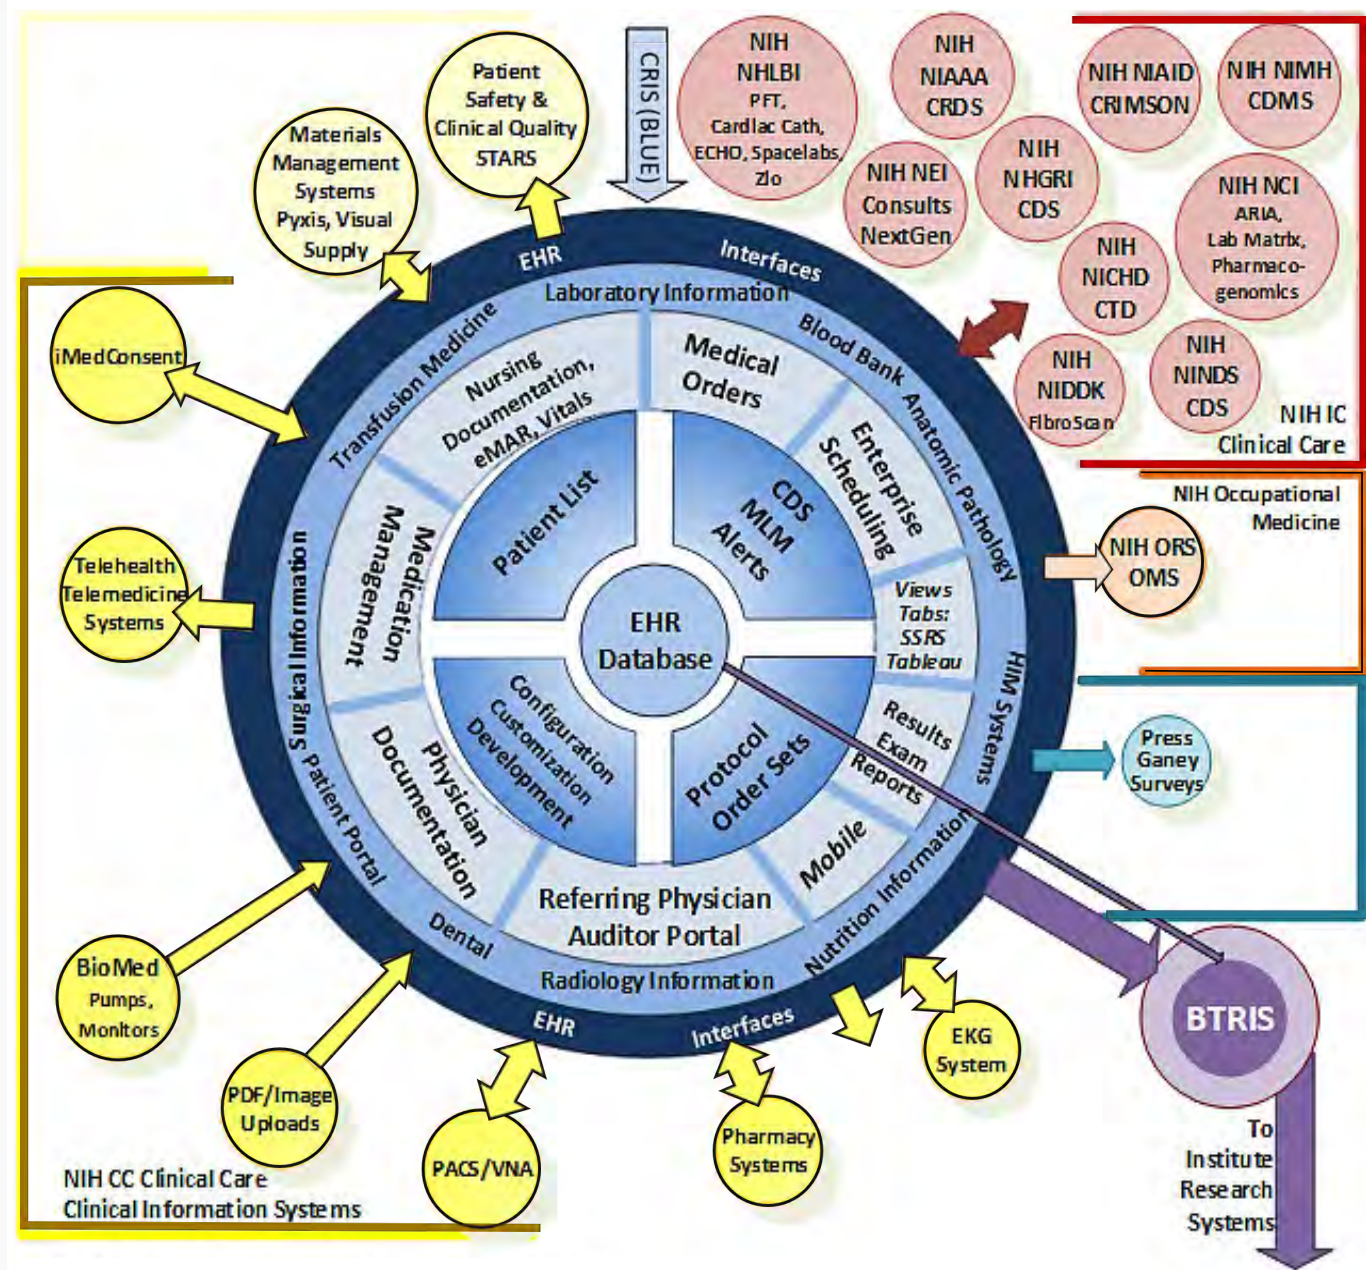 Patient
Safety &
Clinical Quality
STARS
Materials
Management
Systems
Pyxis, Visual
Supply
CRIS (BLUE)
NIH
NHLBI
PFT,
Cardiac Cath,
ECHO, Spacelabs,
Zio
NIH
NIAAA
CRDS
NIH NIAID
CRIMSON
NIH NIMH
CDMS
NIH NEI
Consults
NextGen
NIH
NHGRI
CDS
NIH NCI
ARIA,
Lab Matrix,
Pharmaco-
genomics
NIH
NICHD
CTD
NIH
NIDDK
FibroScan
NIH
NINDS
CDS
NIH IC
Clinical Care
iMedConsent
Telehealth
Telemedicine
Systems
EHR
Interfaces
Laboratory Information
Blood Bank
Anatomic Pathology
HIM Systems
Nutrition Information
Radiology Information
Dental
Patient Portal
Surgical Information
Transfusion Medicine
Nursing
Documentation,
eMAR, Vitals
Medical
Orders
Enterprise
Scheduling
Views
Tabs:
SSRS
Tableau
Results
Exam
Reports
Mobile
Referring Physician
Auditor Portal
Physician
Documentation
Medication
Management
Patient List
CDS
MLM
Alerts
EHR
Database
Configuration
Customization
Development
Protocol
Order Sets
EHR
Interfaces
NIH Occupational
Medicine
NIH ORS
OMS
Press
Ganey
Surveys
BTRIS
To
Institute
Research
Systems
BioMed
Pumps,
Monitors
PDF/Image
Uploads
PACS/VNA
Pharmacy
Systems
EKG
System
NIH CC Clinical Care
Clinical Information Systems